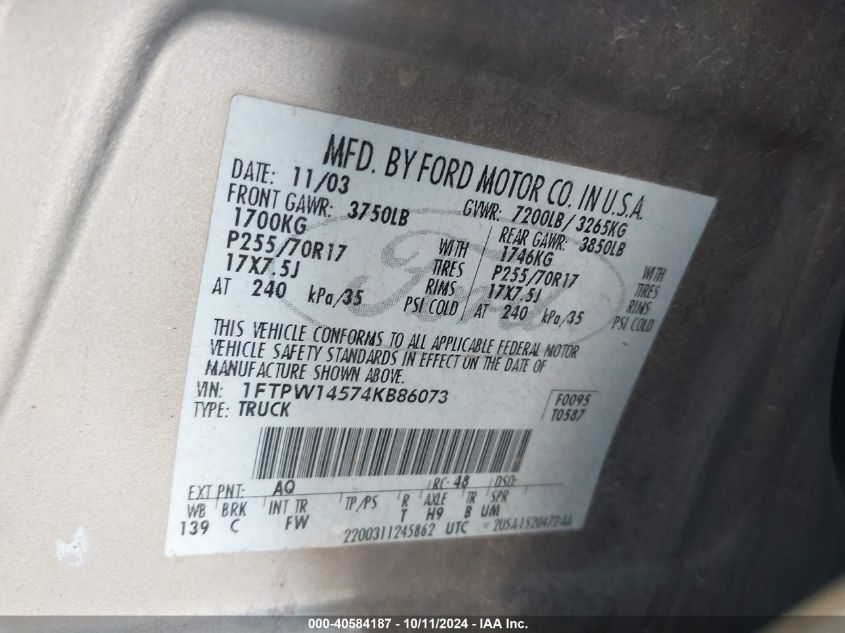 MFD. BY FORD MOTOR CO. IN U.S.A.
DATE: 11/03 GVWR: 7200LB / 3265KG
FRONT GAWR: 3750LB REAR GAWR: 3850LB
1700KG WITH 1746KG WITH
P255/70R17 TIRES P255/70R17 TIRES
17X7.5J RIMS 17X7.5J RIMS
AT 240 kPa/35 PSI COLD AT 240 kPa/35 PSI COLD
Ford
THIS VEHICLE CONFORMS TO ALL APPLICABLE FEDERAL MOTOR
VEHICLE SAFETY STANDARDS IN EFFECT ON THE DATE OF
MANUFACTURE SHOWN ABOVE.
VIN: 1FTPW14574KB86073 F0095
TYPE: TRUCK T0587
EXT PNT: AQ RC: 48 DSO:
WB BRK INT TR TP/PS R AXLE TR SPR
139 C FW T H9 B UM
2200311245862 UTC 2U5A-1520472-AA
000-40584187 - 10/11/2024 - IAA Inc.